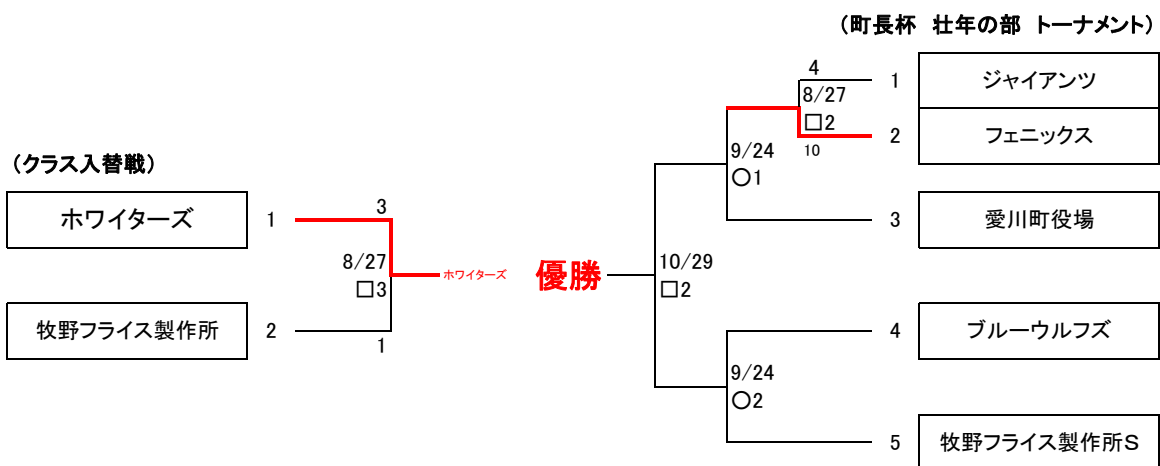 (町長杯 壮年の部 トーナメント)
4
1 ジャイアンツ
8/27
□2
2 フェニックス
10
9/24
○1
3 愛川町役場
(クラス入替戦)
ホワイターズ 1
3
8/27
□3
ホワイターズ
牧野フライス製作所 2
1
優勝
10/29
□2
4 ブルーウルフズ
9/24
○2
5 牧野フライス製作所S